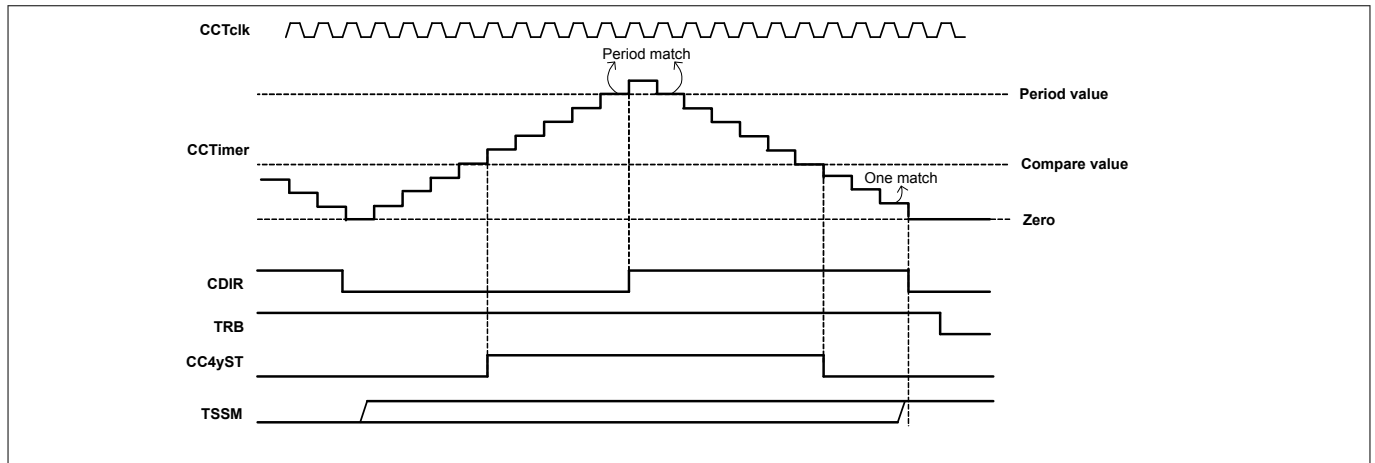 CCTclk
Period match
Period value
CCTimer
Compare value
One match
Zero
CDIR
TRB
CC4yST
TSSM